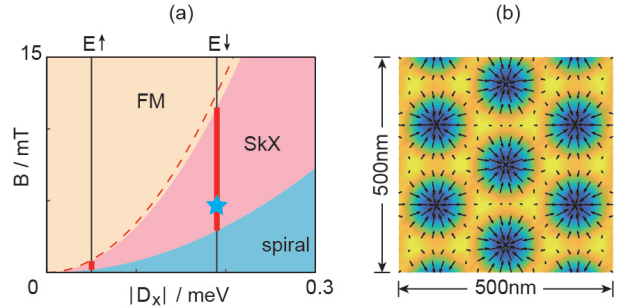 (a)
(b)
E↑
E↓
15
FM
SkX
spiral
B / mT
0
|Dₓ| / meV
0.3
500nm
500nm